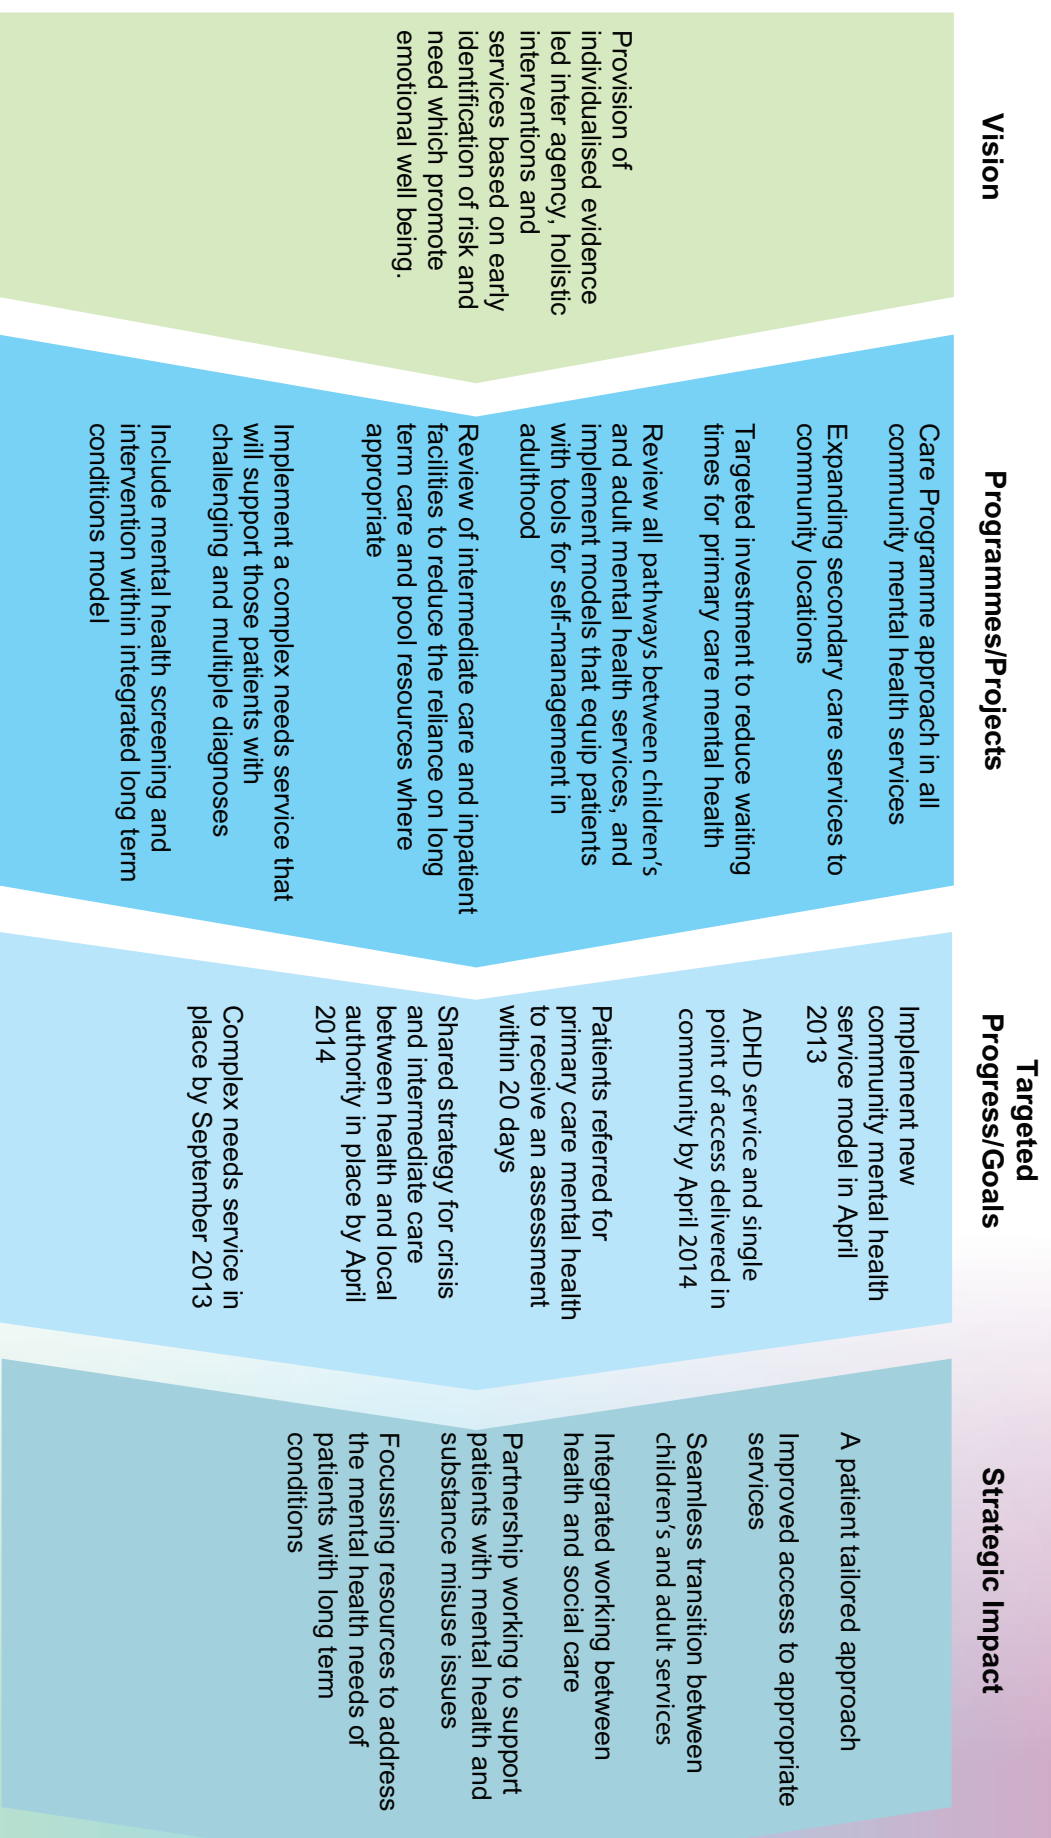 Vision
Provision of
individualised evidence
led inter agency, holistic
interventions and
services based on early
identification of risk and
need which promote
emotional well being.
Programmes/Projects
Care Programme approach in all
community mental health services
Expanding secondary care services to
community locations
Targeted investment to reduce waiting
times for primary care mental health
Review all pathways between children's
and adult mental health services, and
implement models that equip patients
with tools for self-management in
adulthood
Review of intermediate care and inpatient
facilities to reduce the reliance on long
term care and pool resources where
appropriate
Implement a complex needs service that
will support those patients with
challenging and multiple diagnoses
Include mental health screening and
intervention within integrated long term
conditions model
Targeted
Progress/Goals
Implement new
community mental health
service model in April
2013
ADHD service and single
point of access delivered in
community by April 2014
Patients referred for
primary care mental health
to receive an assessment
within 20 days
Shared strategy for crisis
and intermediate care
between health and local
authority in place by April
2014
Complex needs service in
place by September 2013
Strategic Impact
A patient tailored approach
Improved access to appropriate
services
Seamless transition between
children's and adult services
Integrated working between
health and social care
Partnership working to support
patients with mental health and
substance misuse issues
Focussing resources to address
the mental health needs of
patients with long term
conditions